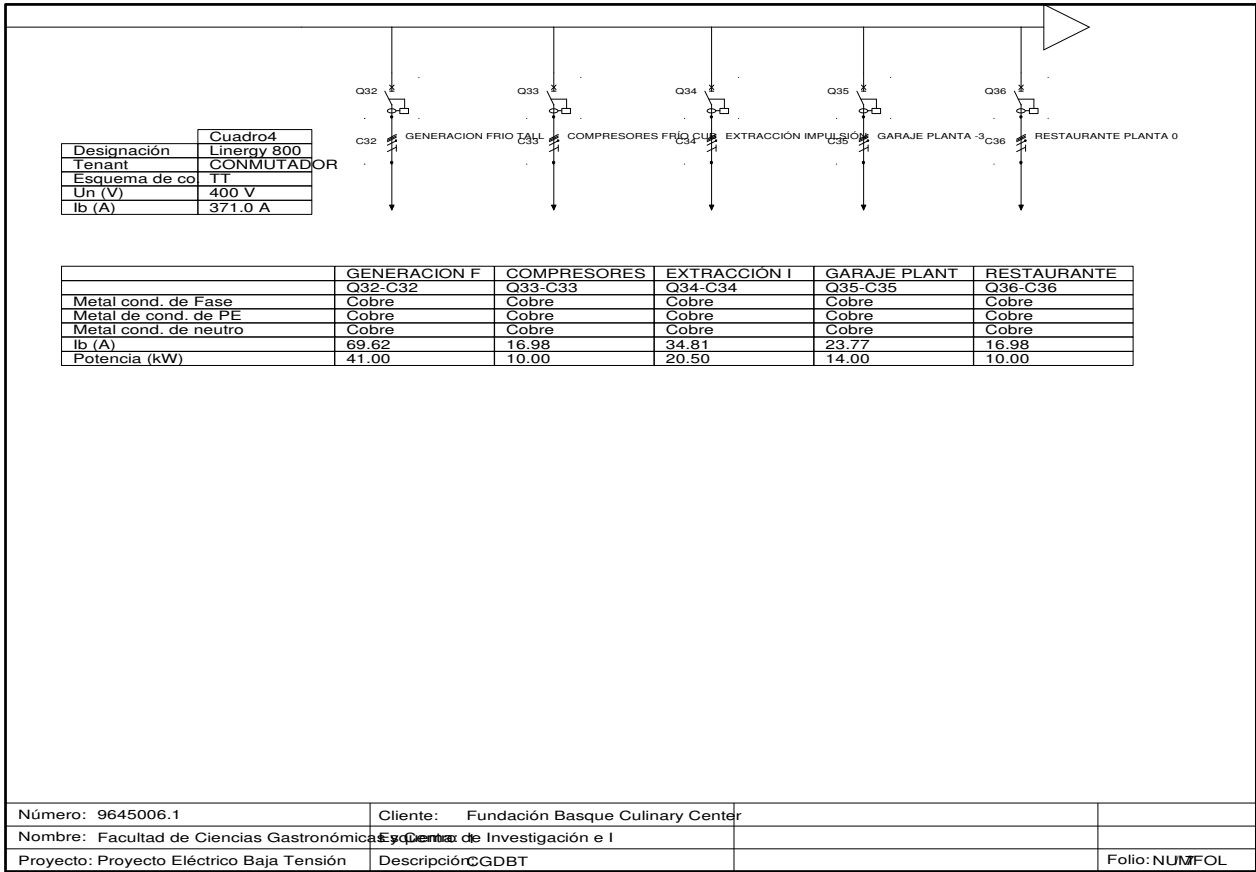 Q32 Q33 Q34 Q35 Q36
C32 GENERACION FRIO TALL C33 COMPRESORES FRÍO CUB C34 EXTRACCIÓN IMPULSIÓN C35 GARAJE PLANTA -3 C36 RESTAURANTE PLANTA 0
Cuadro4
Designación Linergy 800
Tenant CONMUTADOR
Esquema de co. TT
Un (V) 400 V
Ib (A) 371.0 A
GENERACION F COMPRESORES EXTRACCIÓN I GARAJE PLANT RESTAURANTE
Q32-C32 Q33-C33 Q34-C34 Q35-C35 Q36-C36
Metal cond. de Fase Cobre Cobre Cobre Cobre Cobre
Metal de cond. de PE Cobre Cobre Cobre Cobre Cobre
Metal cond. de neutro Cobre Cobre Cobre Cobre Cobre
Ib (A) 69.62 16.98 34.81 23.77 16.98
Potencia (kW) 41.00 10.00 20.50 14.00 10.00
Número: 9645006.1 Cliente: Fundación Basque Culinary Center
Nombre: Facultad de Ciencias Gastronómicas y Centro de Investigación e I
Proyecto: Proyecto Eléctrico Baja Tensión Descripción: CGDBT Folio: